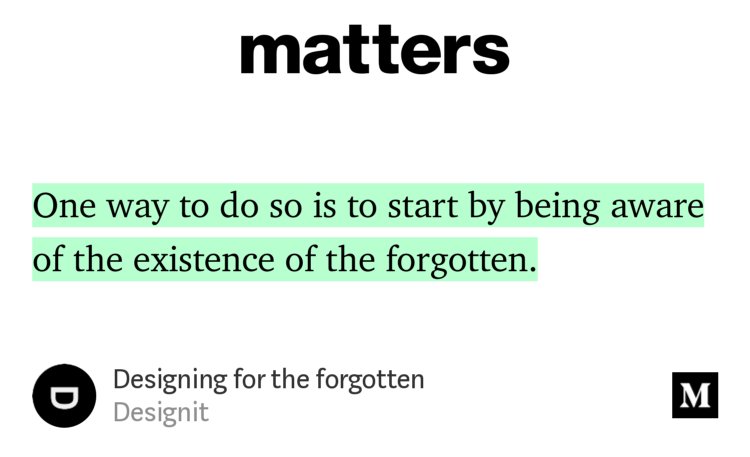 matters
One way to do so is to start by being aware
of the existence of the forgotten.
D
Designing for the forgotten
Designit
M